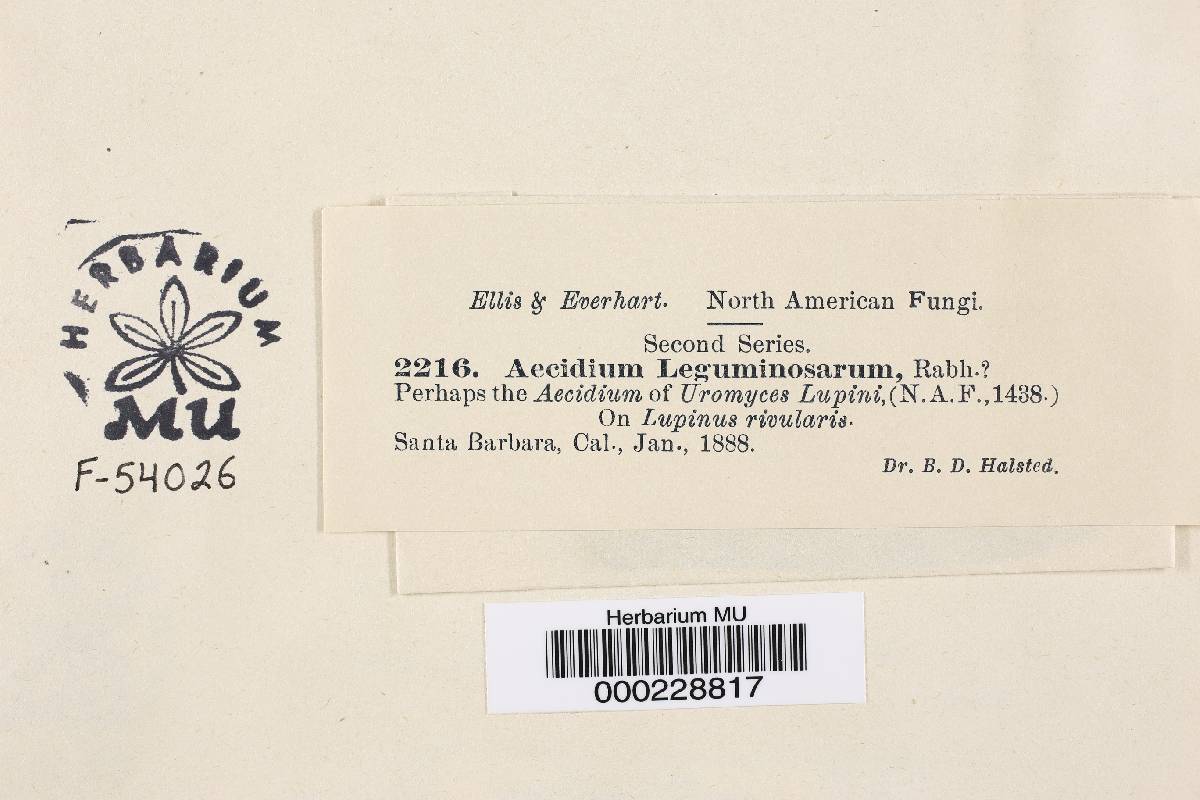 HERBARIUM
MU
F-54026
Ellis & Everhart. North American Fungi.
Second Series.
2216. Aecidium Leguminosarum, Rabh.?
Perhaps the Aecidium of Uromyces Lupini, (N. A. F., 1438.)
On Lupinus rivularis.
Santa Barbara, Cal., Jan., 1888.
Dr. B. D. Halsted.
Herbarium MU
000228817